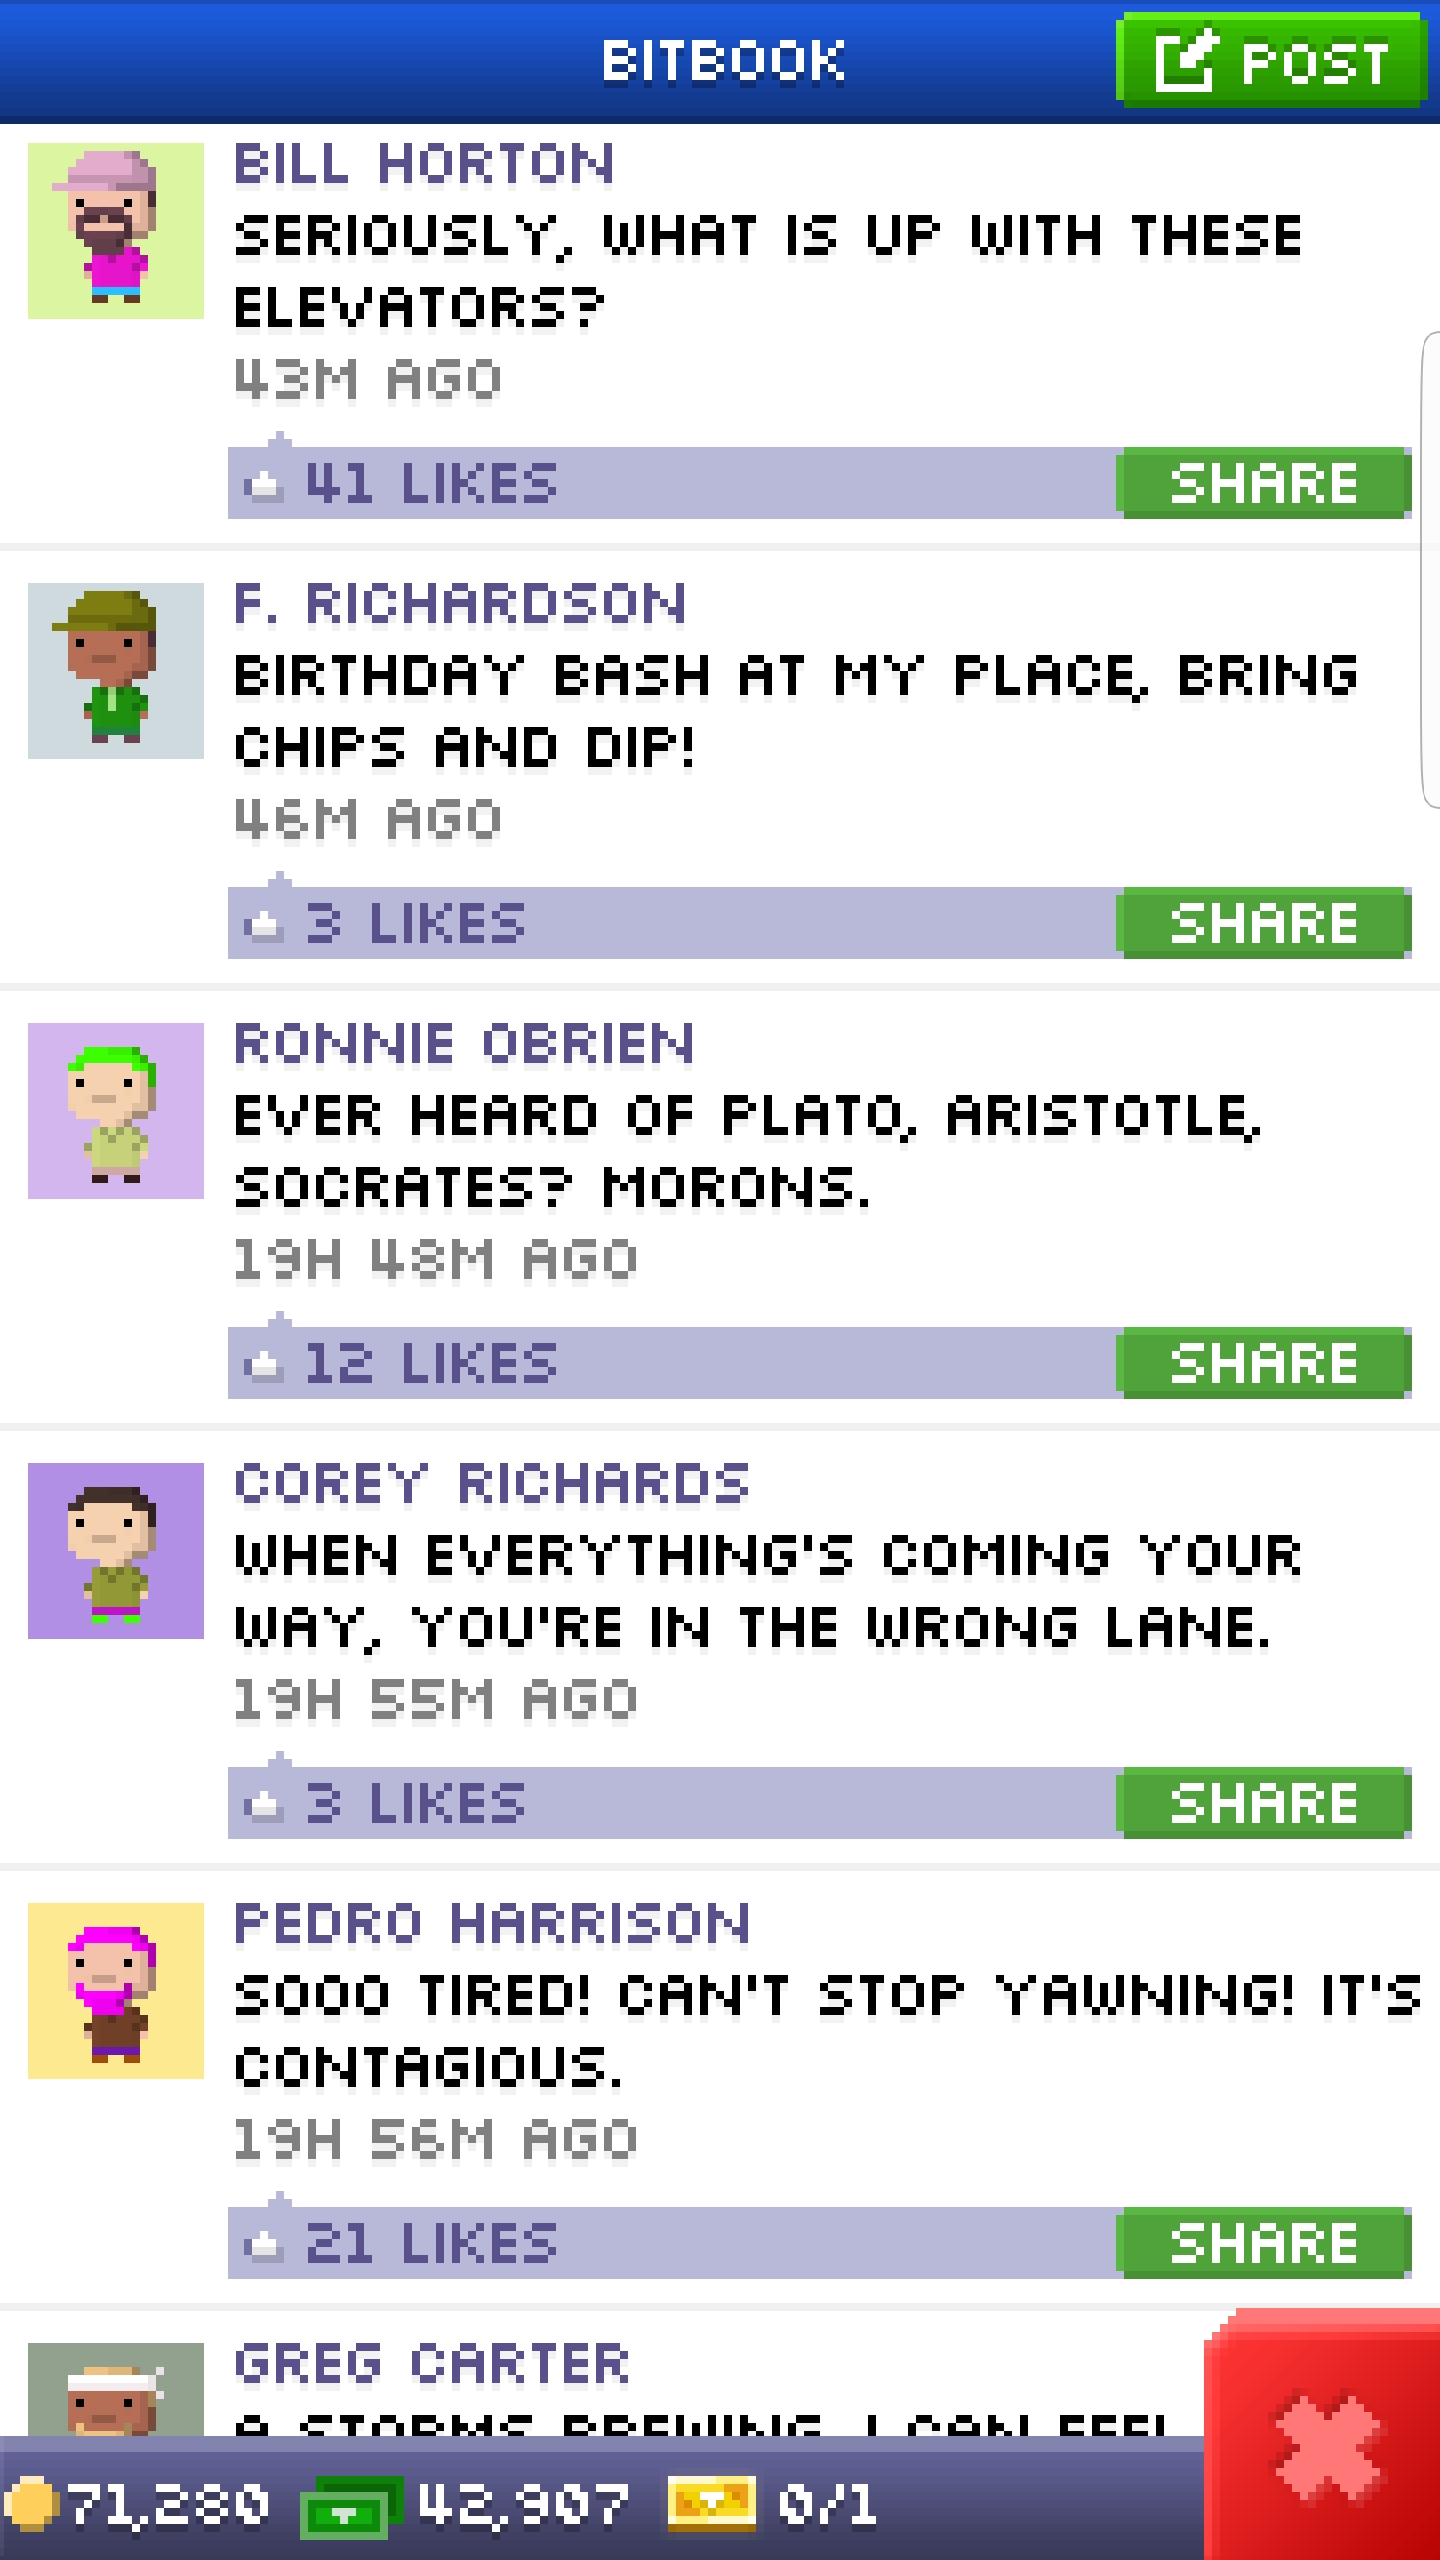 BITBOOK
POST
BILL HORTON
SERIOUSLY, WHAT IS UP WITH THESE
ELEVATORS?
43M AGO
41 LIKES
SHARE
F. RICHARDSON
BIRTHDAY BASH AT MY PLACE, BRING
CHIPS AND DIP!
46M AGO
3 LIKES
SHARE
RONNIE OBRIEN
EVER HEARD OF PLATO, ARISTOTLE,
SOCRATES? MORONS.
19H 48M AGO
12 LIKES
SHARE
COREY RICHARDS
WHEN EVERYTHING'S COMING YOUR
WAY, YOU'RE IN THE WRONG LANE.
19H 55M AGO
3 LIKES
SHARE
PEDRO HARRISON
SOOO TIRED! CAN'T STOP YAWNING! IT'S
CONTAGIOUS.
19H 56M AGO
21 LIKES
SHARE
GREG CARTER
A STORMS BREWING, I CAN FEEL
71,280 42,907 0/1